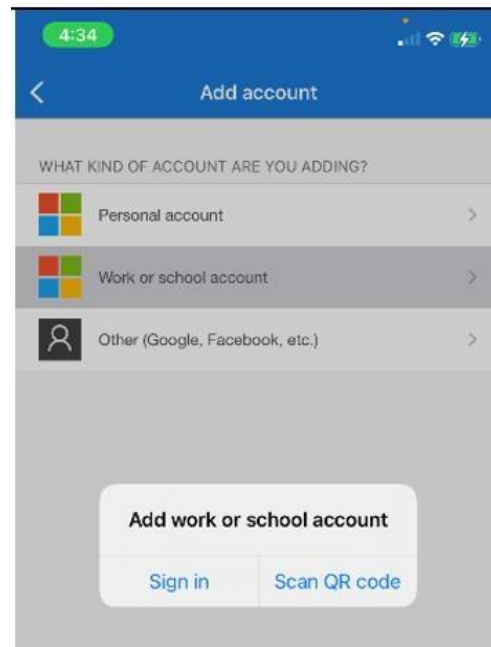 4:34
Add account
WHAT KIND OF ACCOUNT ARE YOU ADDING?
Personal account
Work or school account
Other (Google, Facebook, etc.)
Add work or school account
Sign in
Scan QR code